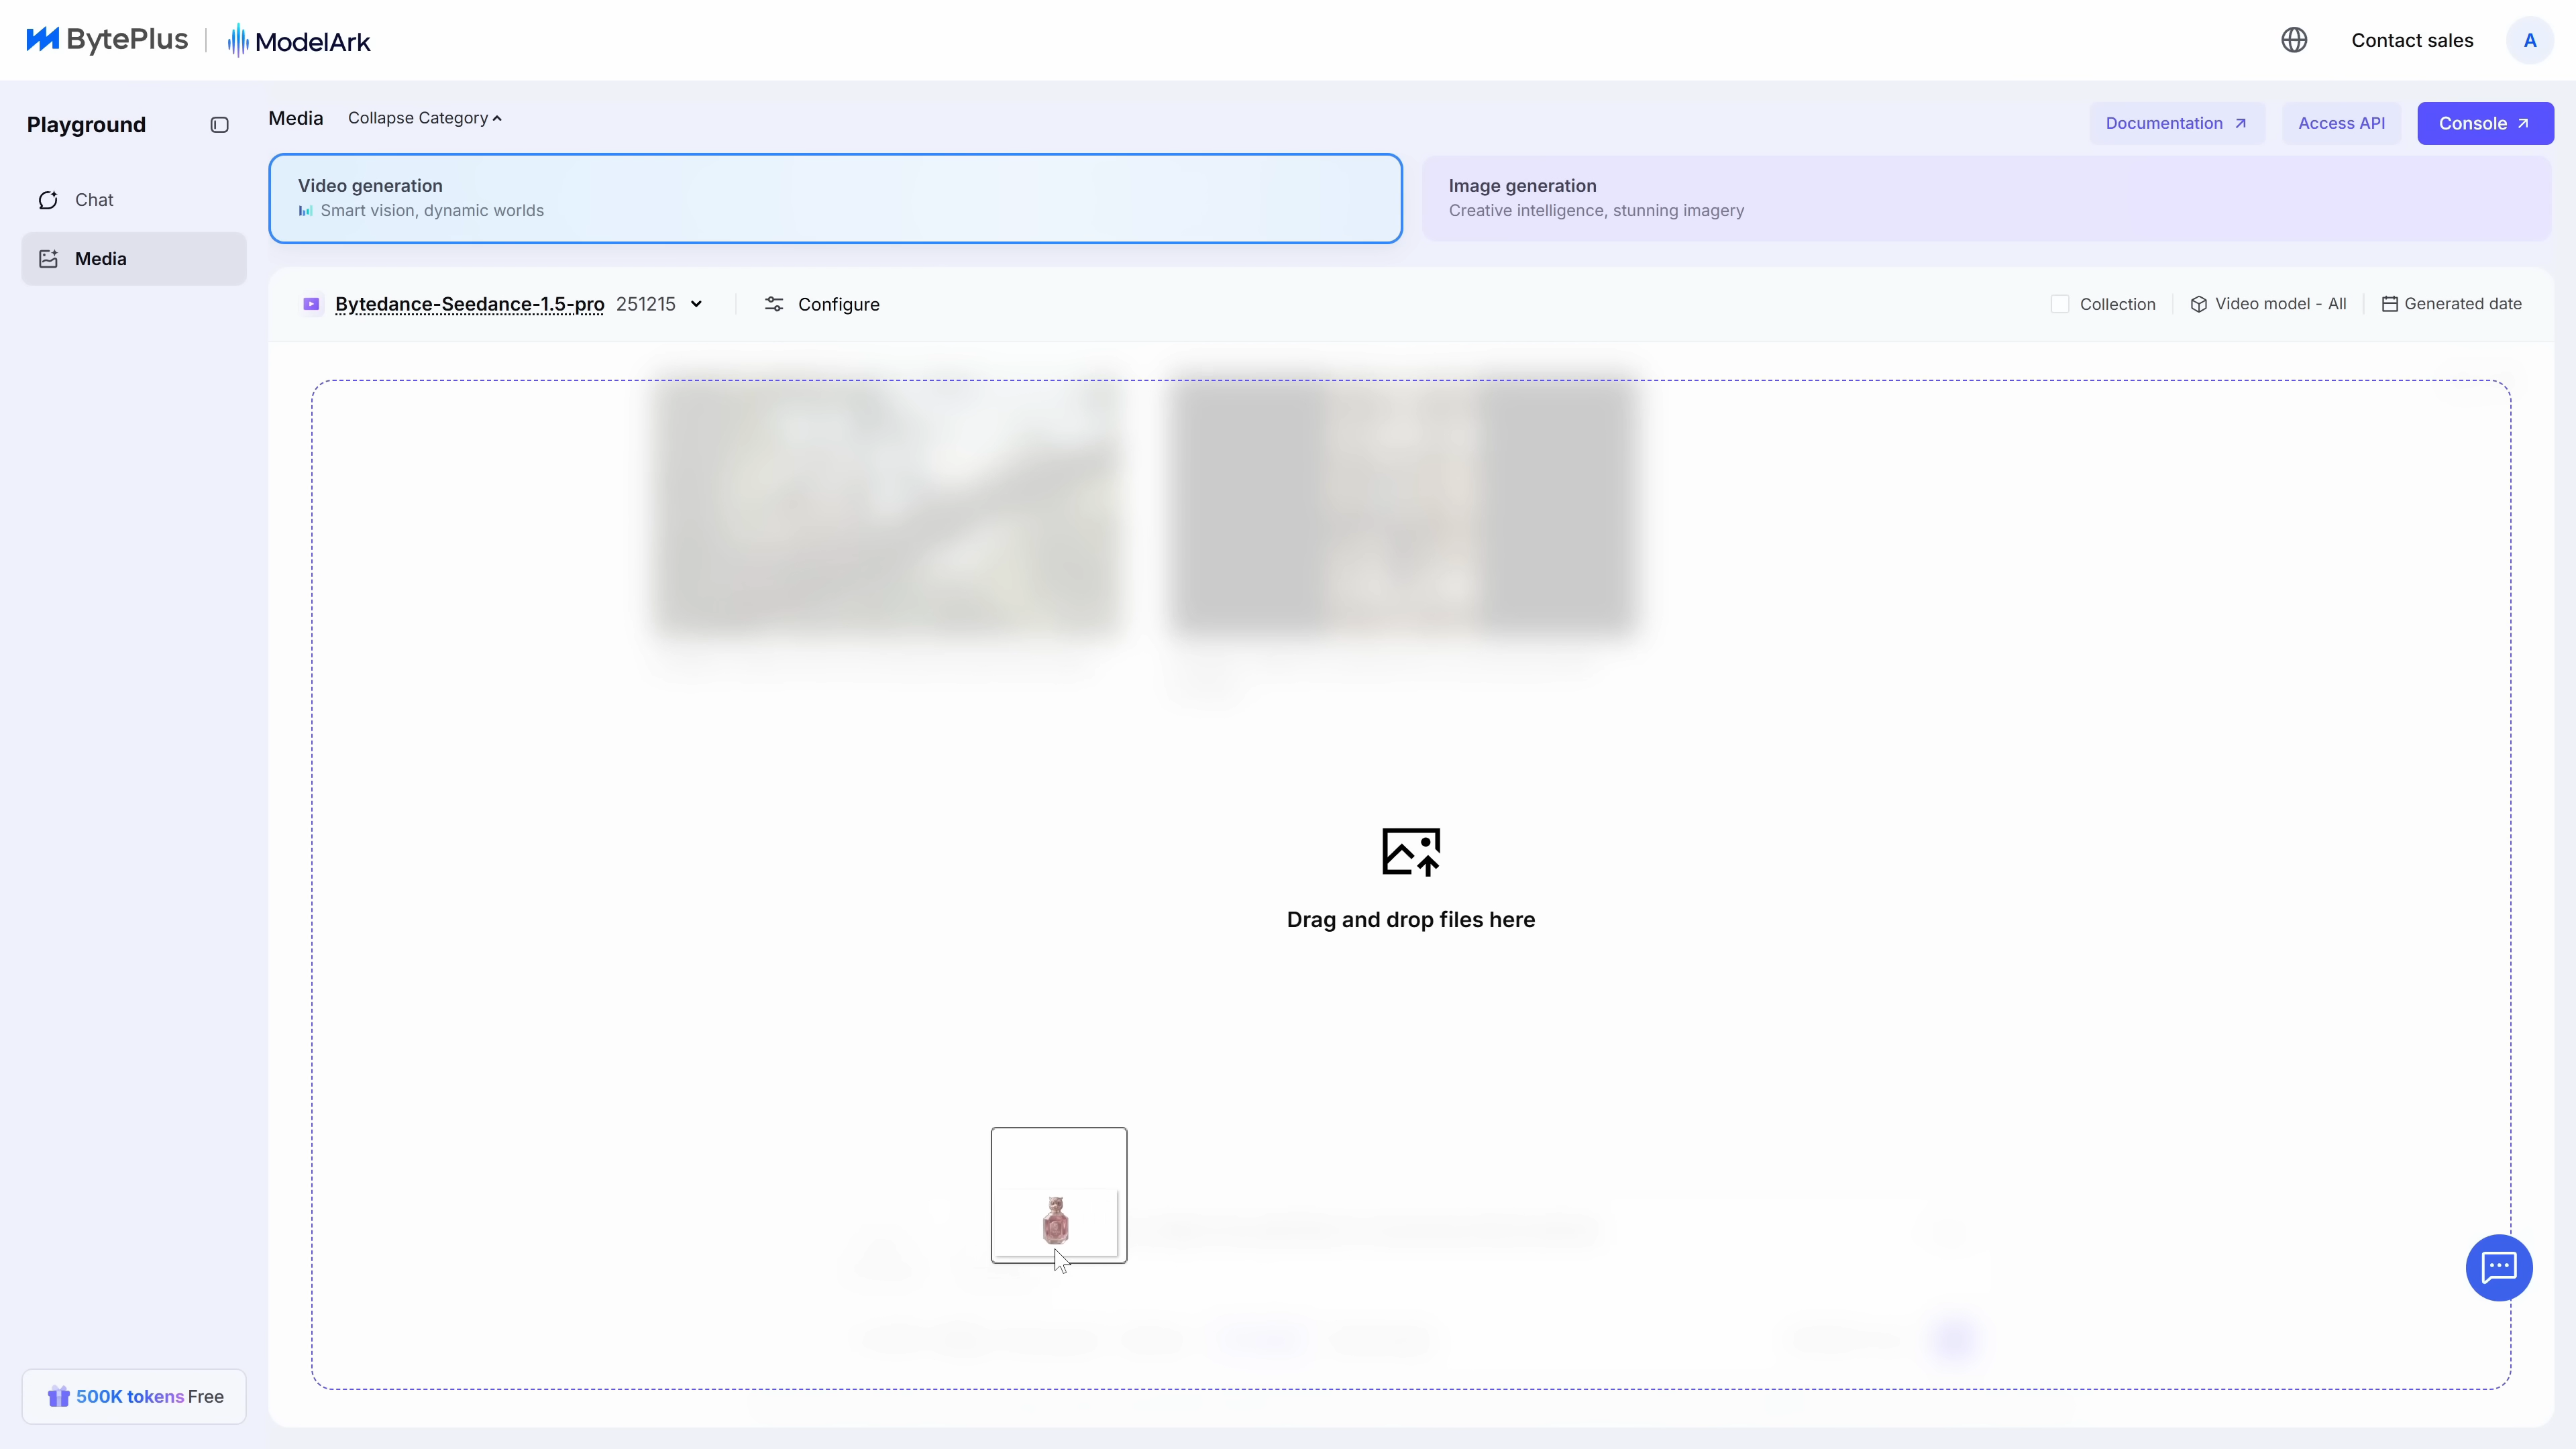 BytePlus | ModelArk
Contact sales
A
Playground
Chat
Media
500K tokens Free
Media
Collapse Category
Documentation
Access API
Console
Video generation
Smart vision, dynamic worlds
Image generation
Creative intelligence, stunning imagery
Bytedance-Seedance-1.5-pro 251215
Configure
Collection
Video model - All
Generated date
Drag and drop files here